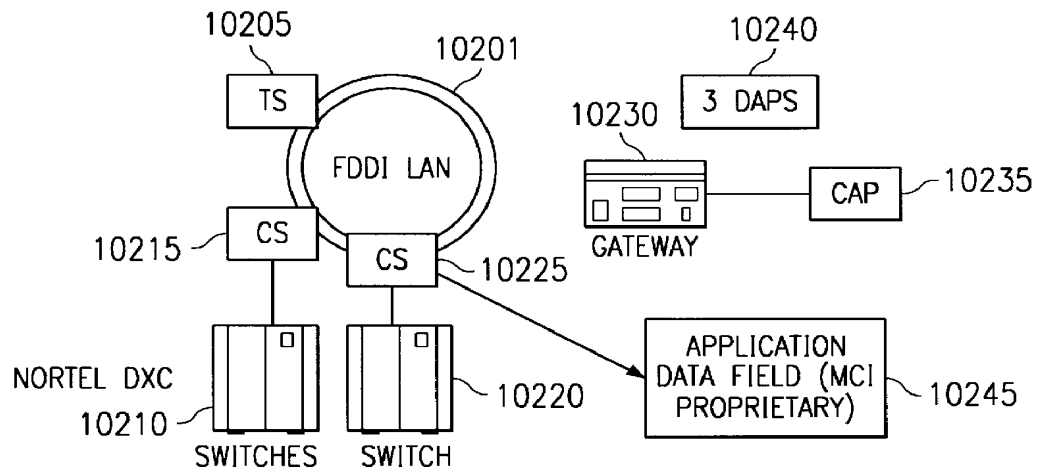 10205
10201
10240
TS
3 DAPS
10230
FDDI LAN
CAP
10235
10215
CS
GATEWAY
CS
10225
NORTEL DXC
10210
10220
APPLICATION
DATA FIELD (MCI
PROPRIETARY)
10245
SWITCHES
SWITCH